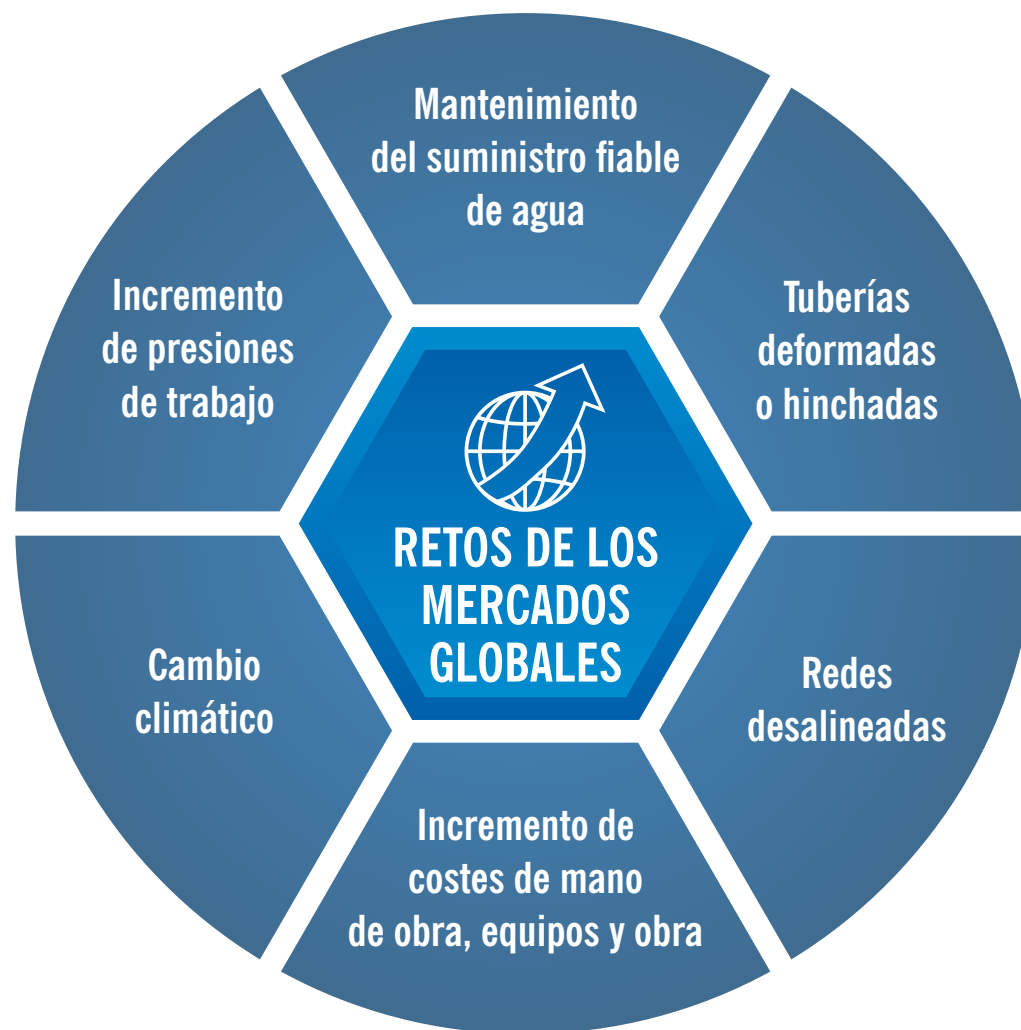 Mantenimiento
del suministro fiable
de agua
Tuberías
deformadas
o hinchadas
Redes
desalineadas
Incremento de
costes de mano
de obra, equipos y obra
Cambio
climático
Incremento
de presiones
de trabajo
RETOS DE LOS
MERCADOS
GLOBALES